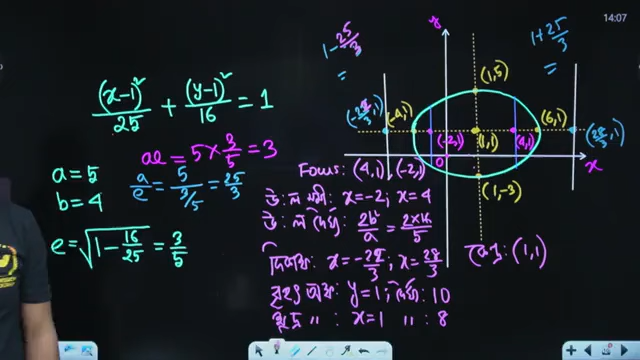 14:07
1-25/3
=
1+25/3
=
y
(x-1)²/25 + (y-1)²/16 = 1
(1,5)
(-4,1)
(6,1)
(-2,1)
(1,1)
(4,1)
(28/3,1)
0
x
(1,-3)
ae = 5×3/5 = 3
a = 5
b = 4
a/e = 5/(3/5) = 25/3
e = √(1-16/25) = 3/5
Focus: (4,1), (-2,1)
x=-2, x=4
2b²/a = 2×16/5
x=-22/3, x=28/3
বৃহৎ অক্ষ: y=1, দৈর্ঘ্য: 10
ক্ষুদ্র " : x=1 " : 8
কেন্দ্র: (1,1)